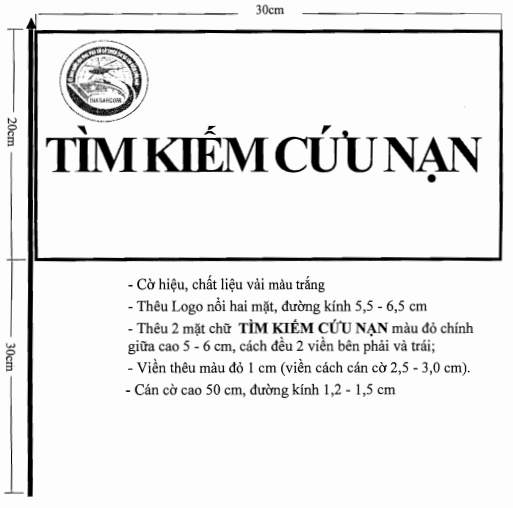 30cm
20cm
VINASARCOM
TÌM KIẾM CỨU NẠN
- Cờ hiệu, chất liệu vải màu trắng
- Thêu Logo nổi hai mặt, đường kính 5,5 - 6,5 cm
- Thêu 2 mặt chữ TÌM KIẾM CỨU NẠN màu đỏ chính
giữa cao 5 - 6 cm, cách đều 2 viền bên phải và trái;
- Viền thêu màu đỏ 1 cm (viền cách cán cờ 2,5 - 3,0 cm).
- Cán cờ cao 50 cm, đường kính 1,2 - 1,5 cm
30cm